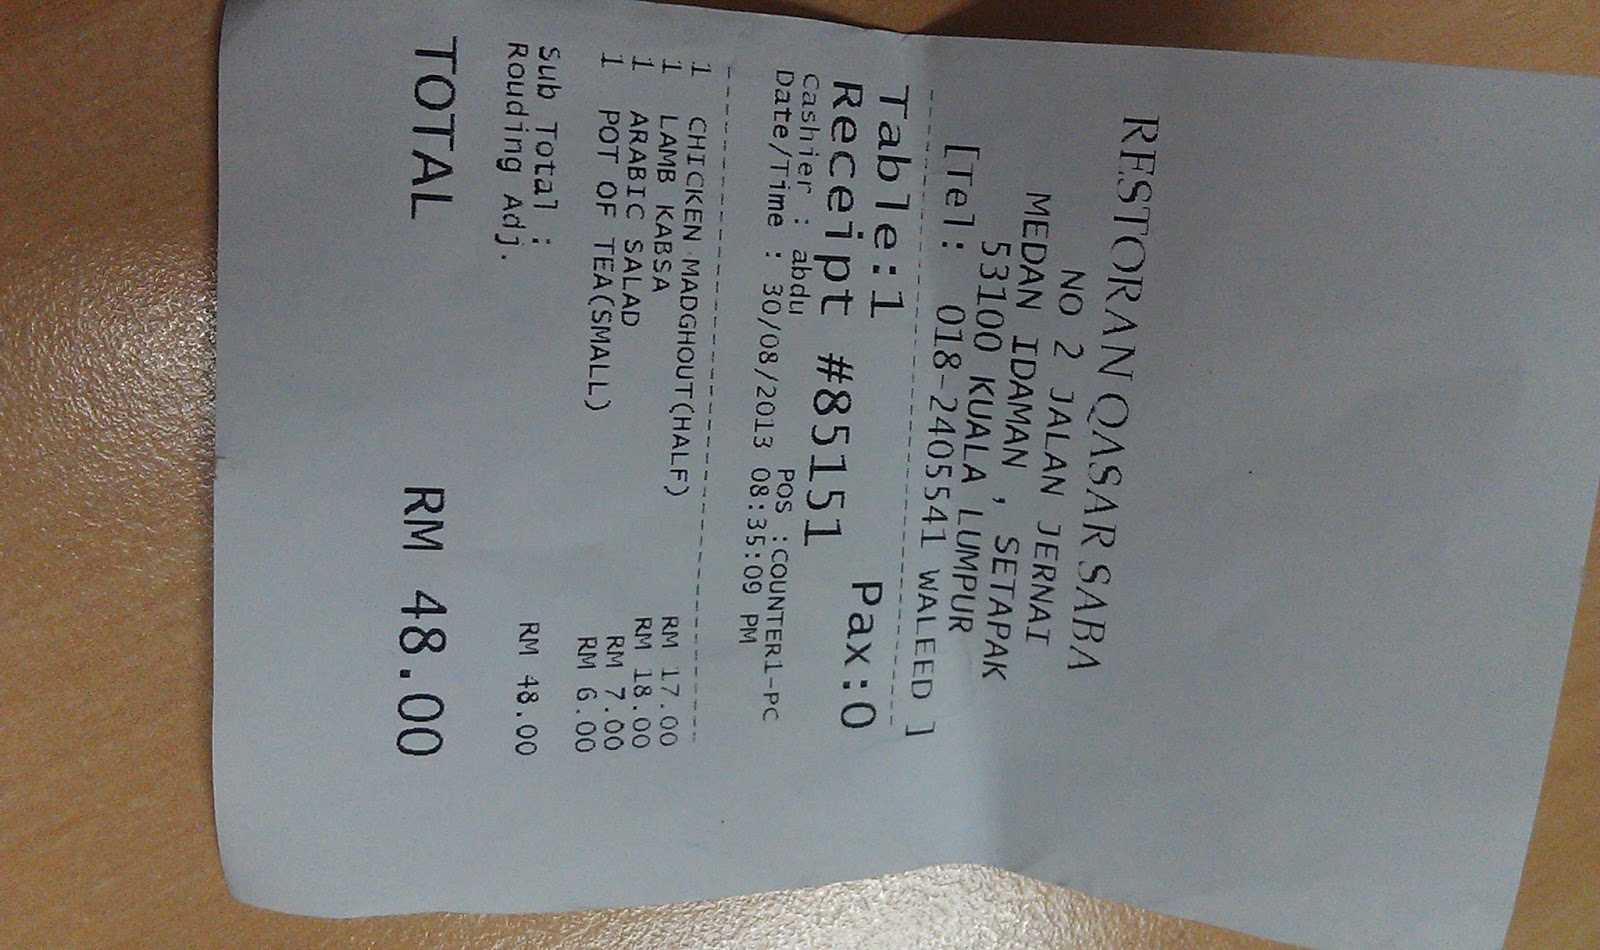 RESTORAN QASAR SABA
NO 2 JALAN JERNAI
MEDAN IDAMAN , SETAPAK
53100 KUALA LUMPUR
[Tel: 018-2405541 WALEED ]
Table:1 Pax:0
Receipt #85151
Cashier : abdu POS :COUNTER1-PC
Date/Time : 30/08/2013 08:35:09 PM
1 CHICKEN MADGHOUT(HALF) RM 17.00
1 LAMB KABSA RM 18.00
1 ARABIC SALAD RM 7.00
1 POT OF TEA(SMALL) RM 6.00
Sub Total : RM 48.00
Rouding Adj.
TOTAL RM 48.00